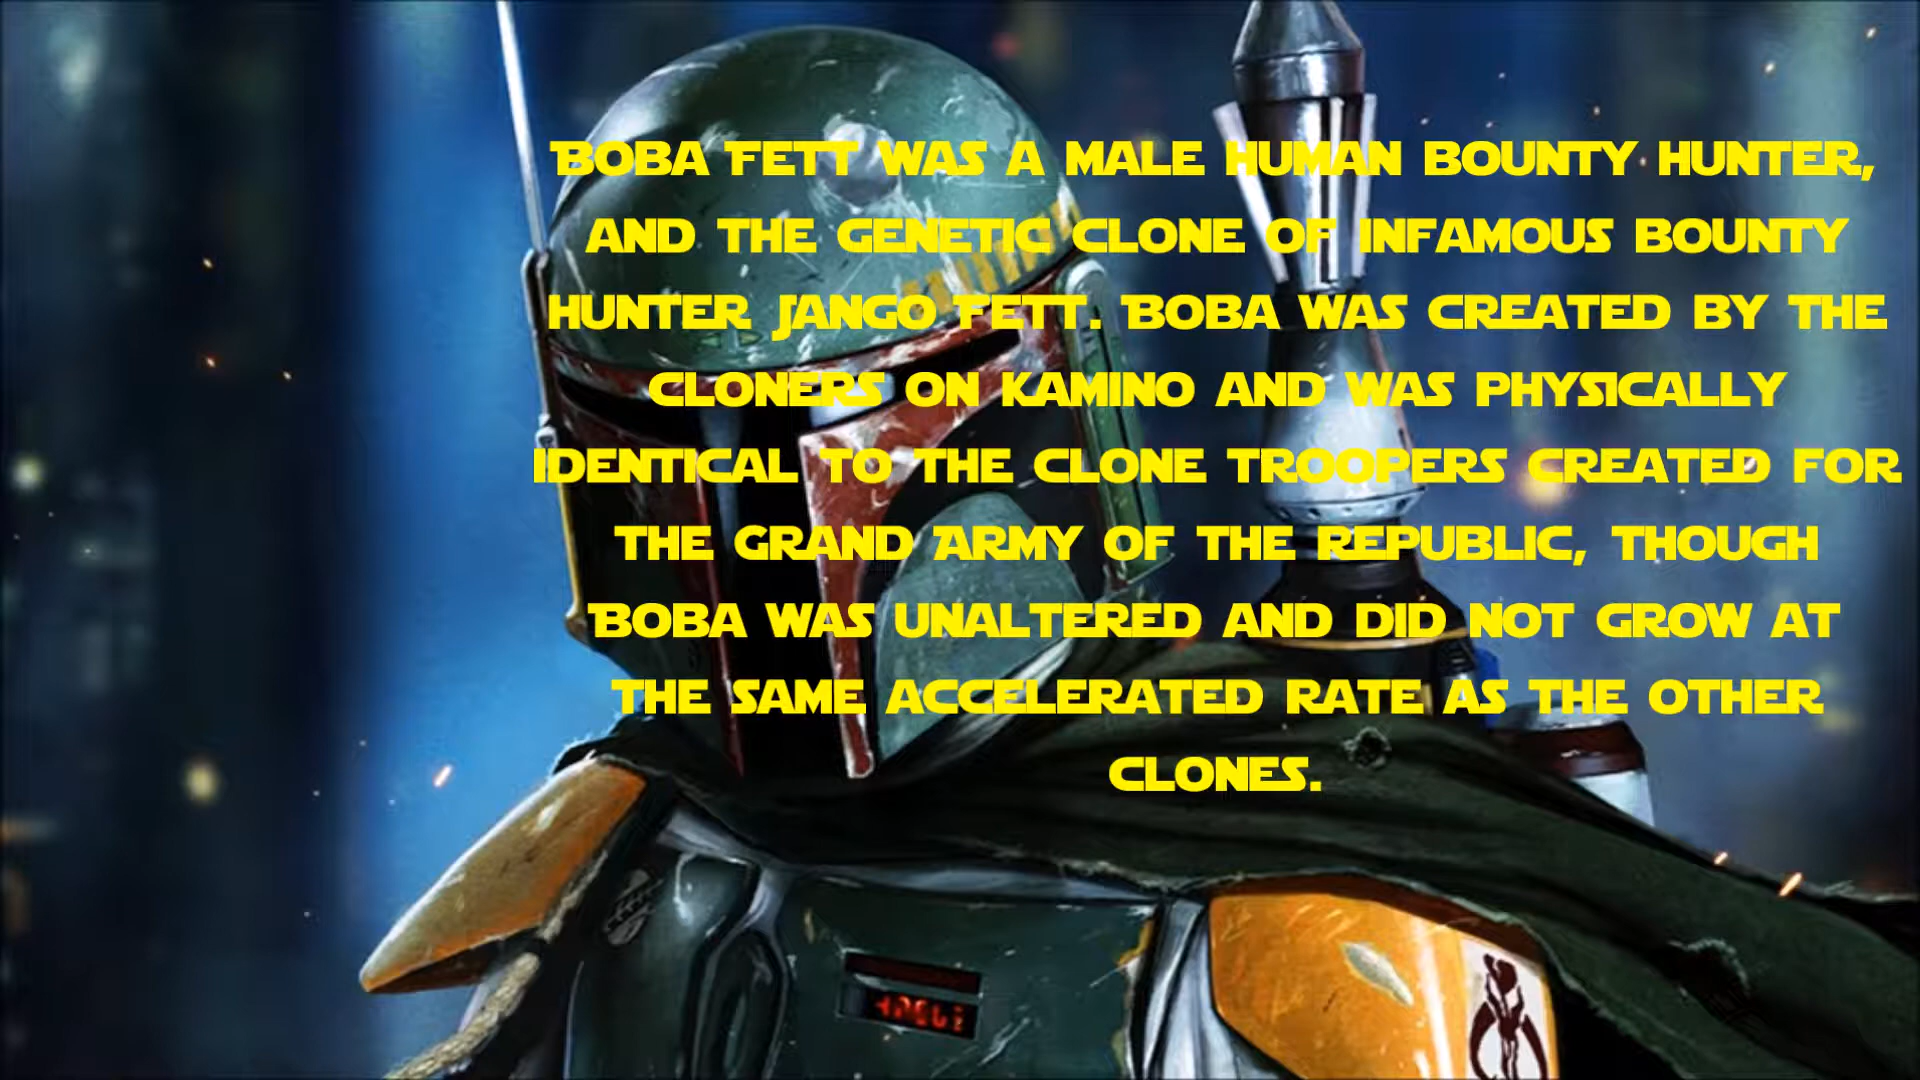 Boba Fett was a male human bounty hunter,
and the genetic clone of infamous bounty
hunter Jango Fett. Boba was created by the
cloners on Kamino and was physically
identical to the clone troopers created for
the Grand Army of the Republic, though
Boba was unaltered and did not grow at
the same accelerated rate as the other
clones.